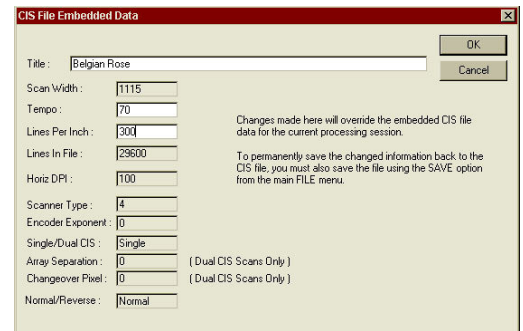 CIS File Embedded Data
OK
Title : Belgian Rose
Cancel
Scan Width : 1115
Tempo : 70
Lines Per Inch : 300
Changes made here will override the embedded CIS file
data for the current processing session.
Lines In File : 29600
To permanently save the changed information back to the
CIS file, you must also save the file using the SAVE option
from the main FILE menu.
Horiz DPI : 100
Scanner Type : 4
Encoder Exponent : 0
Single/Dual CIS : Single
Array Separation : 0 ( Dual CIS Scans Only )
Changeover Pixel : 0 ( Dual CIS Scans Only )
Normal/Reverse : Normal